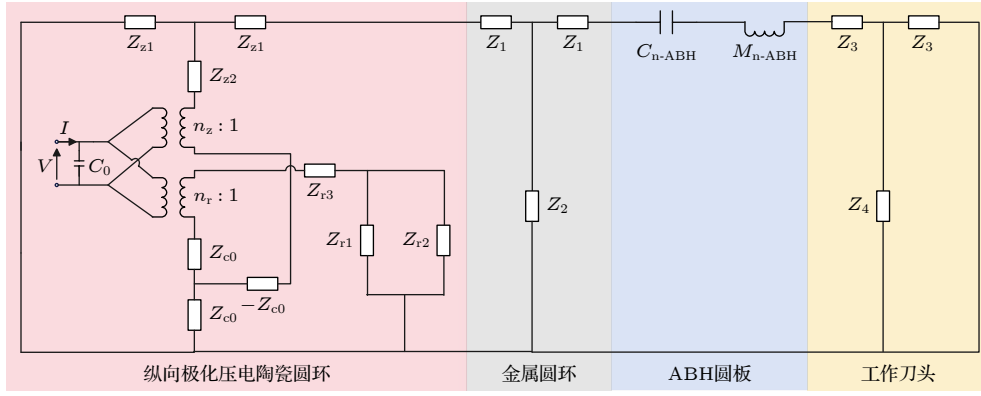 Z_z1 Z_z1 Z_1 Z_1 C_n-ABH M_n-ABH Z_3 Z_3
Z_z2
n_z : 1
I
V C_0
n_r : 1 Z_r3
Z_2 Z_4
Z_r1 Z_r2
Z_c0
−Z_c0
Z_c0
纵向极化压电陶瓷圆环 金属圆环 ABH圆板 工作刀头